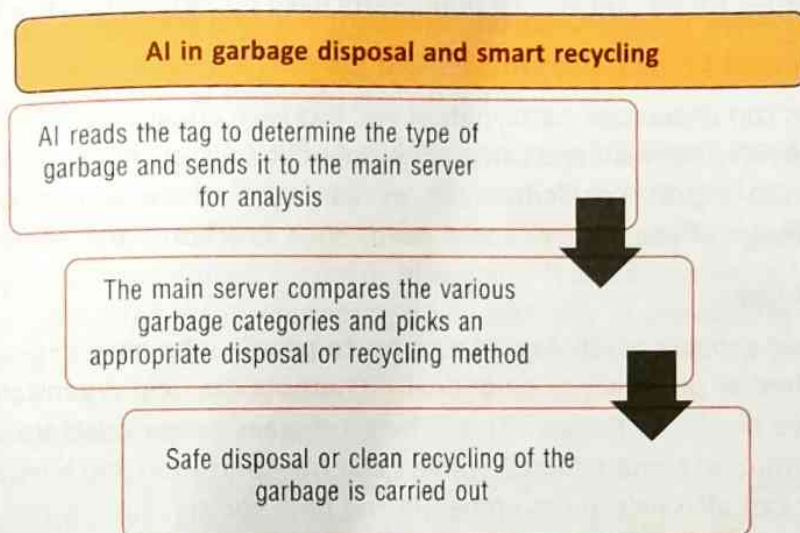 AI in garbage disposal and smart recycling
AI reads the tag to determine the type of
garbage and sends it to the main server
for analysis
The main server compares the various
garbage categories and picks an
appropriate disposal or recycling method
Safe disposal or clean recycling of the
garbage is carried out